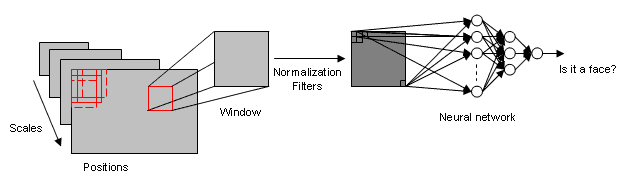 Scales
Positions
Window
Normalization
Filters
Neural network
Is it a face?